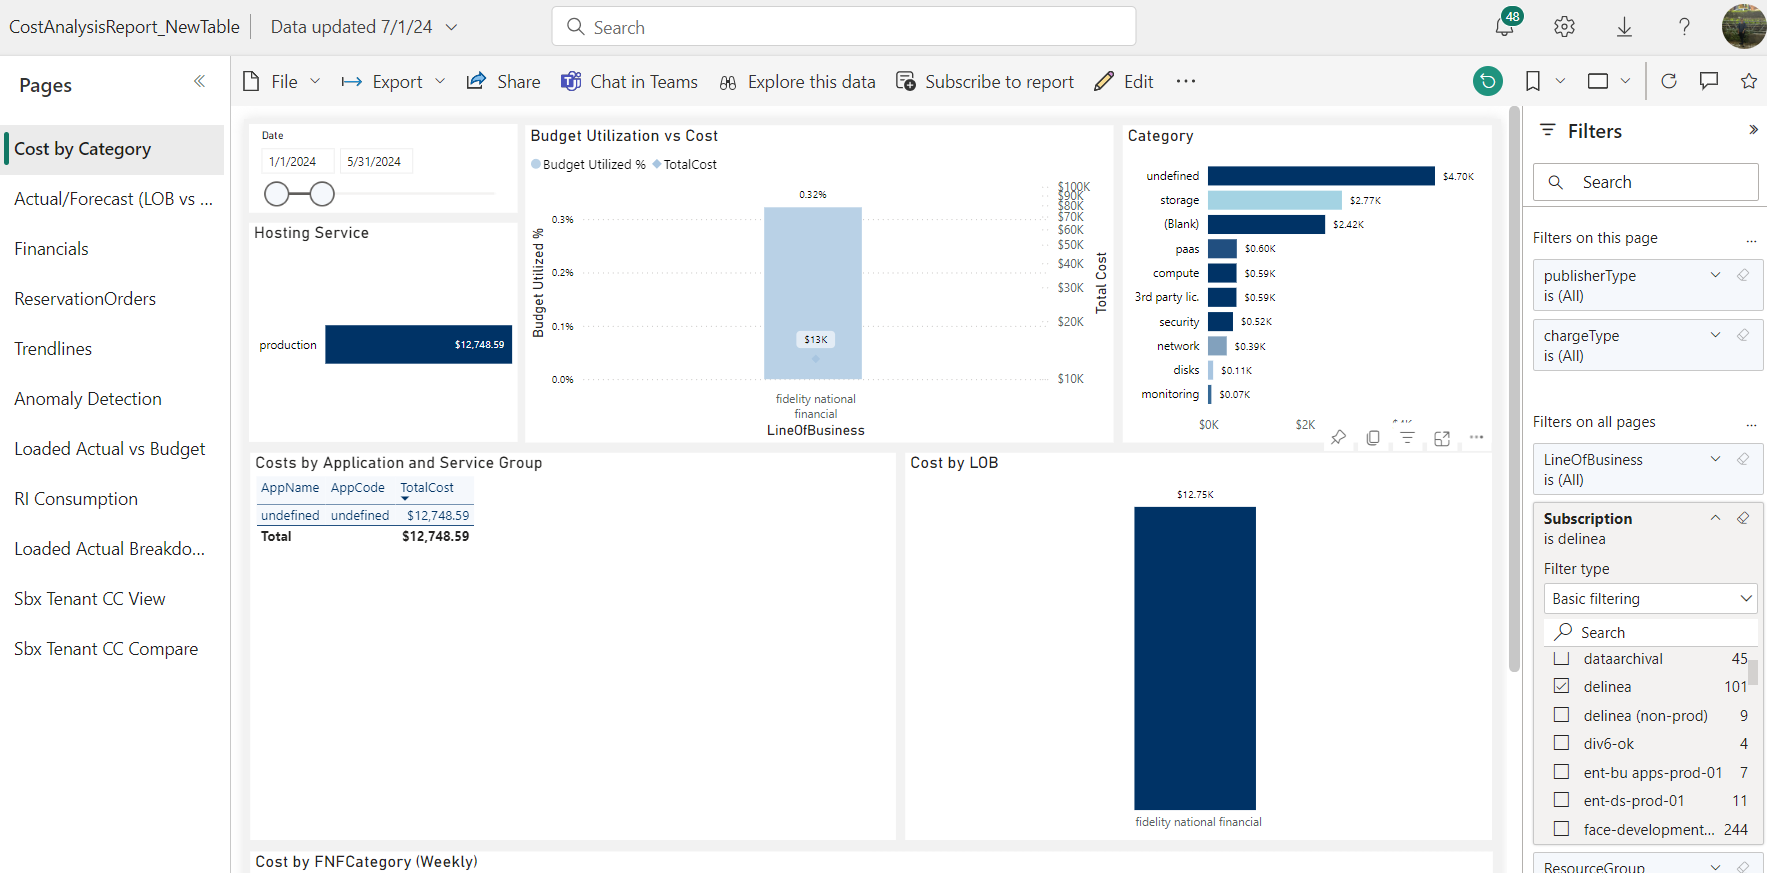 CostAnalysisReport_NewTable
Data updated 7/1/24
Search
48
Pages
File
Export
Share
Chat in Teams
Explore this data
Subscribe to report
Edit
Cost by Category
Actual/Forecast (LOB vs ...
Financials
ReservationOrders
Trendlines
Anomaly Detection
Loaded Actual vs Budget
RI Consumption
Loaded Actual Breakdo...
Sbx Tenant CC View
Sbx Tenant CC Compare
Date
1/1/2024 5/31/2024
Hosting Service
production
$12,748.59
Budget Utilization vs Cost
Budget Utilized % TotalCost
Budget Utilized %
0.3%
0.2%
0.1%
0.0%
0.32%
$13K
$100K
$90K
$80K
$70K
$60K
$50K
$40K
$30K
$20K
$10K
Total Cost
fidelity national
financial
LineOfBusiness
Category
undefined $4.70K
storage $2.77K
(Blank) $2.42K
paas $0.60K
compute $0.59K
3rd party lic. $0.59K
security $0.52K
network $0.39K
disks $0.11K
monitoring $0.07K
$0K $2K
Costs by Application and Service Group
AppName AppCode TotalCost
undefined undefined $12,748.59
Total $12,748.59
Cost by LOB
$12.75K
fidelity national financial
Cost by FNFCategory (Weekly)
Filters
Search
Filters on this page ...
publisherType
is (All)
chargeType
is (All)
Filters on all pages ...
LineOfBusiness
is (All)
Subscription
is delinea
Filter type
Basic filtering
Search
dataarchival 45
delinea 101
delinea (non-prod) 9
div6-ok 4
ent-bu apps-prod-01 7
ent-ds-prod-01 11
face-development... 244
ResourceGroup